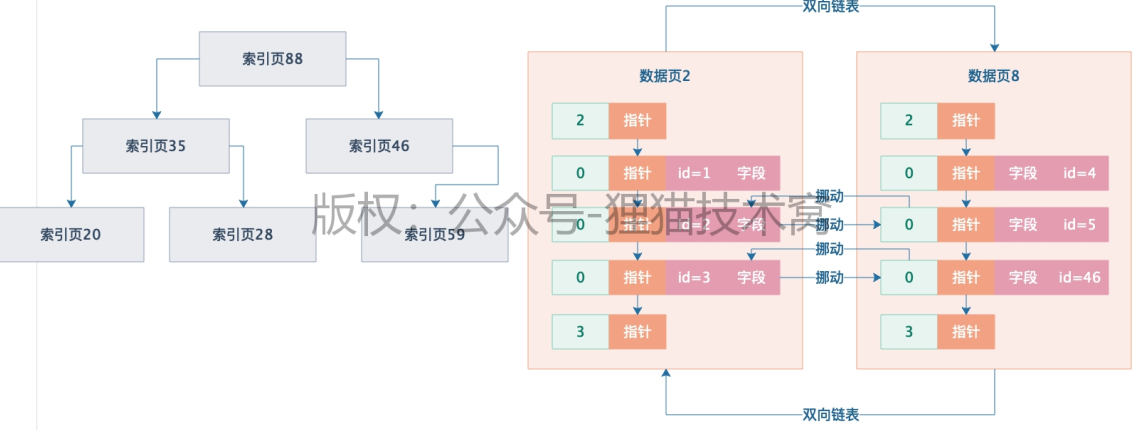 双向链表
索引页88
索引页35
索引页46
索引页20
索引页28
索引页59
数据页2
2 指针
0 指针 id=1 字段
0 指针 id=2 字段
0 指针 id=3 字段
3 指针
挪动
挪动
挪动
挪动
数据页8
2 指针
0 指针 字段 id=4
0 指针 字段 id=5
0 指针 字段 id=46
3 指针
双向链表
版权：公众号-狸猫技术窝